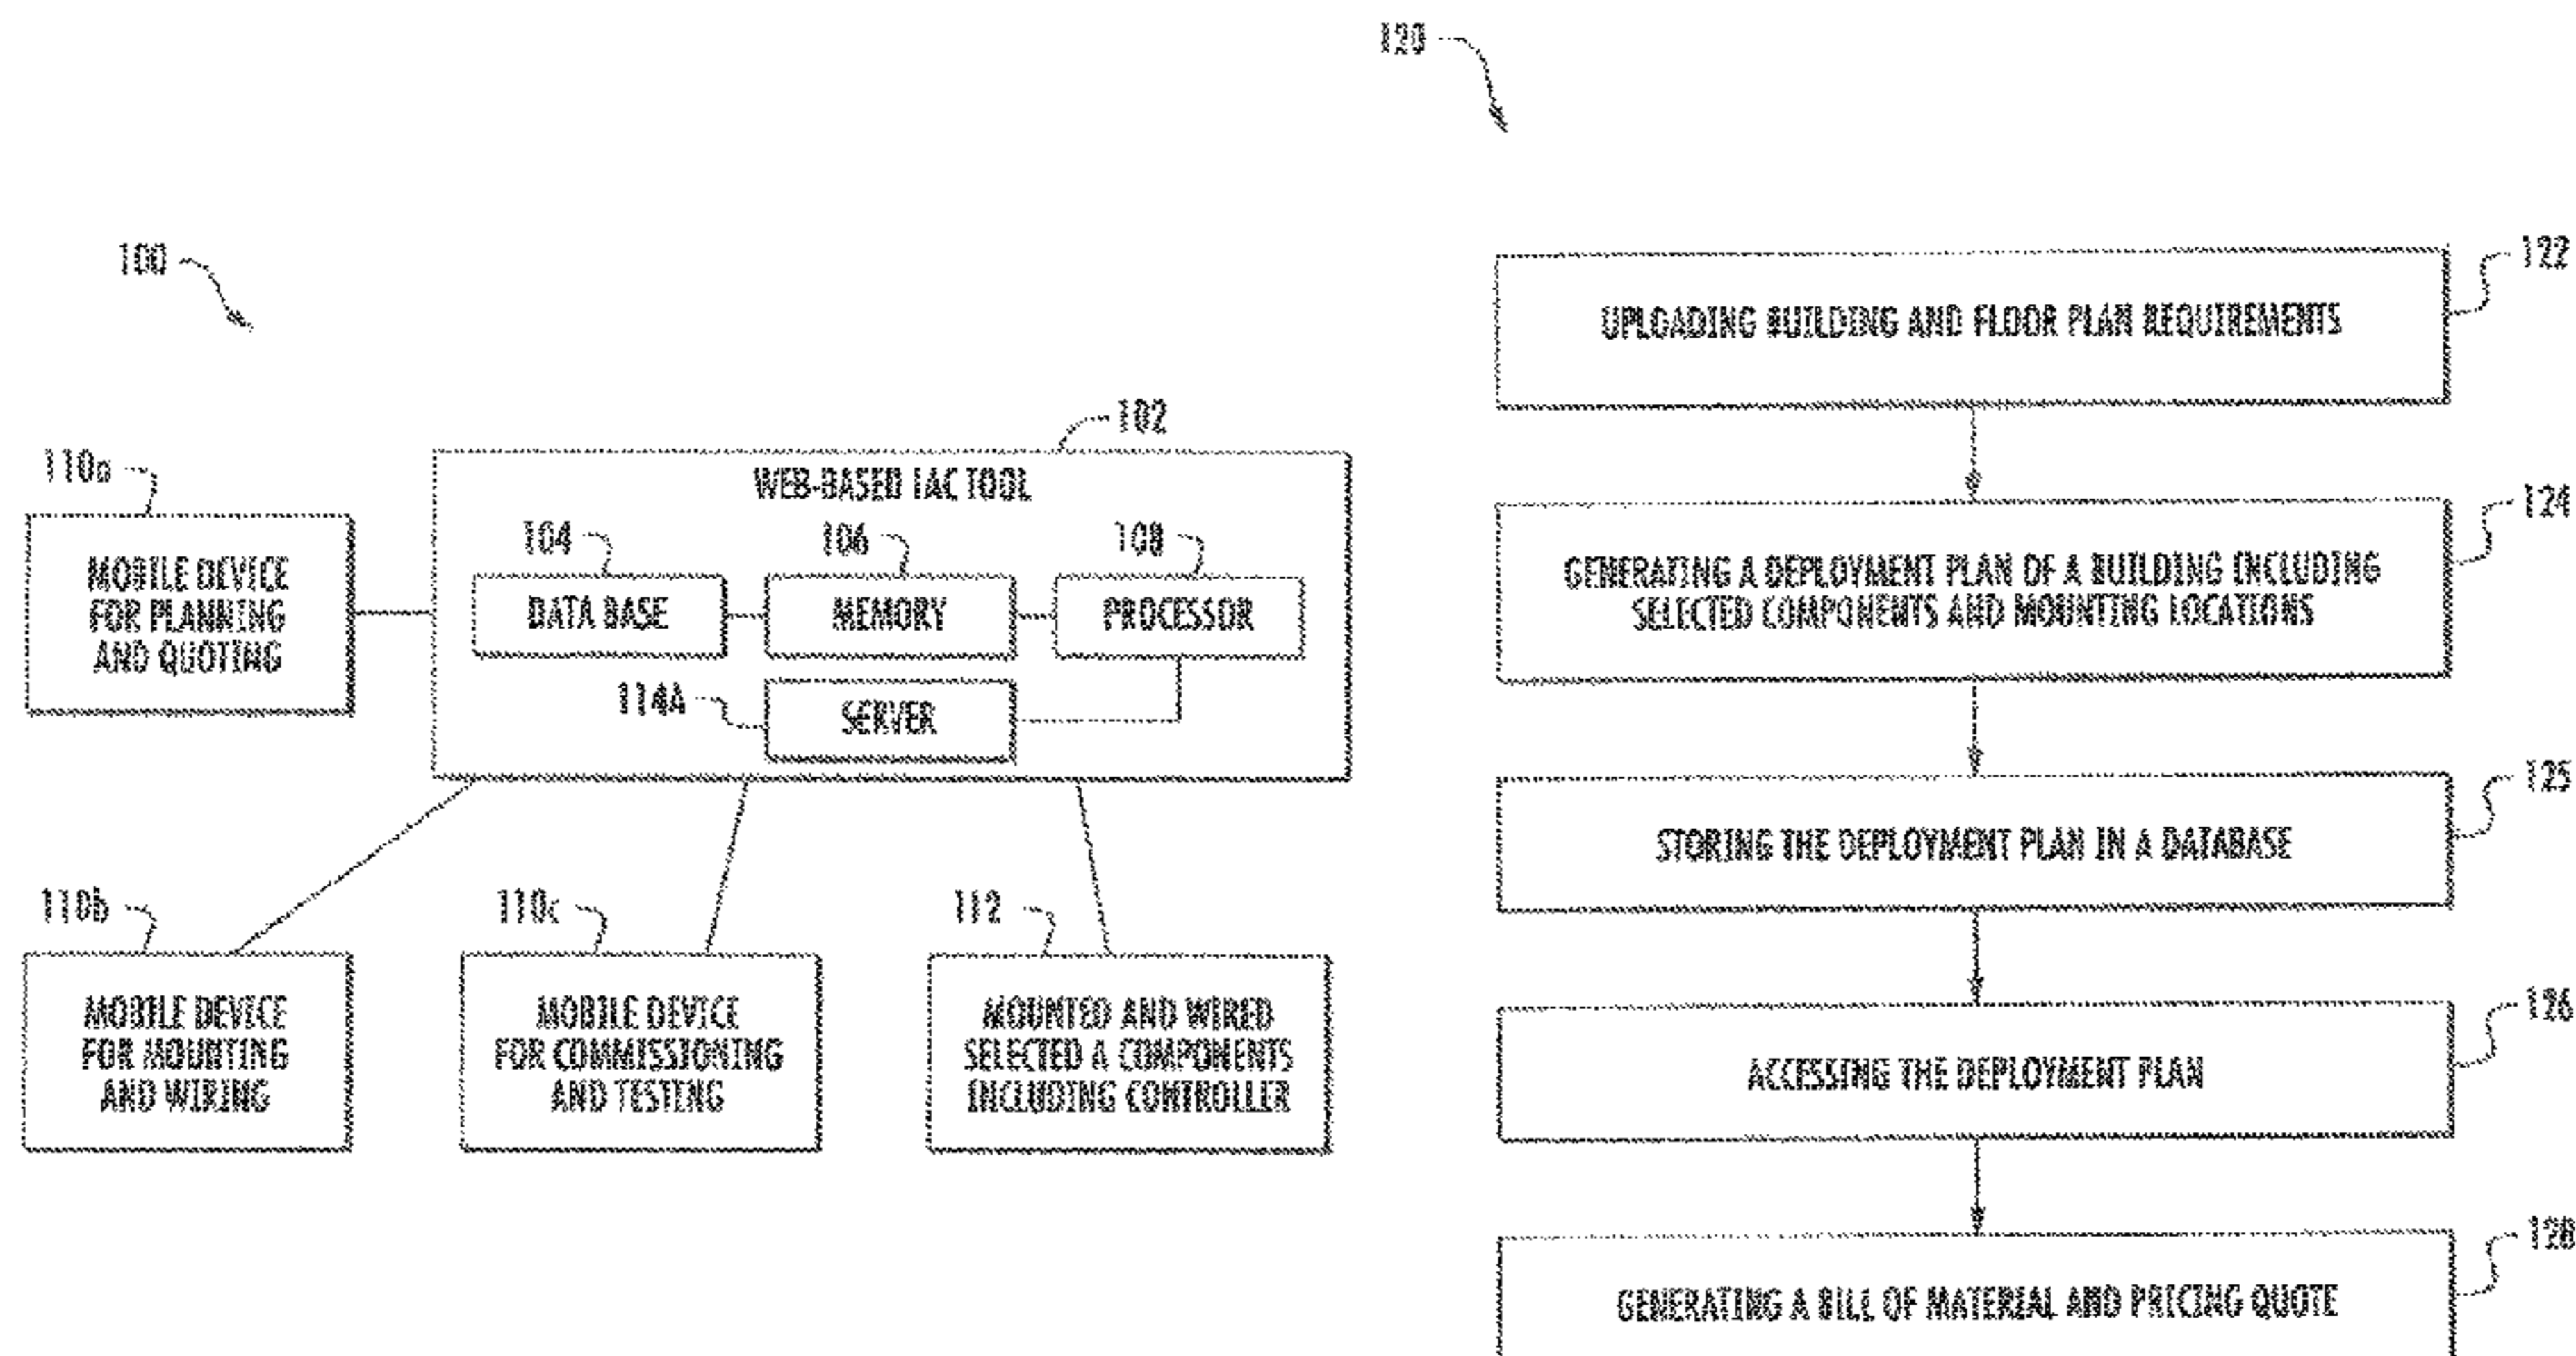 100
102
WEB-BASED IAC TOOL
110a
MOBILE DEVICE
FOR PLANNING
AND QUOTING
104
106
108
DATA BASE
MEMORY
PROCESSOR
114A
SERVER
110b
MOBILE DEVICE
FOR MOUNTING
AND WIRING
110c
MOBILE DEVICE
FOR COMMISSIONING
AND TESTING
112
MOUNTED AND WIRED
SELECTED A COMPONENTS
INCLUDING CONTROLLER
120
122
UPLOADING BUILDING AND FLOOR PLAN REQUIREMENTS
124
GENERATING A DEPLOYMENT PLAN OF A BUILDING INCLUDING
SELECTED COMPONENTS AND MOUNTING LOCATIONS
125
STORING THE DEPLOYMENT PLAN IN A DATABASE
126
ACCESSING THE DEPLOYMENT PLAN
128
GENERATING A BILL OF MATERIAL AND PRICING QUOTE